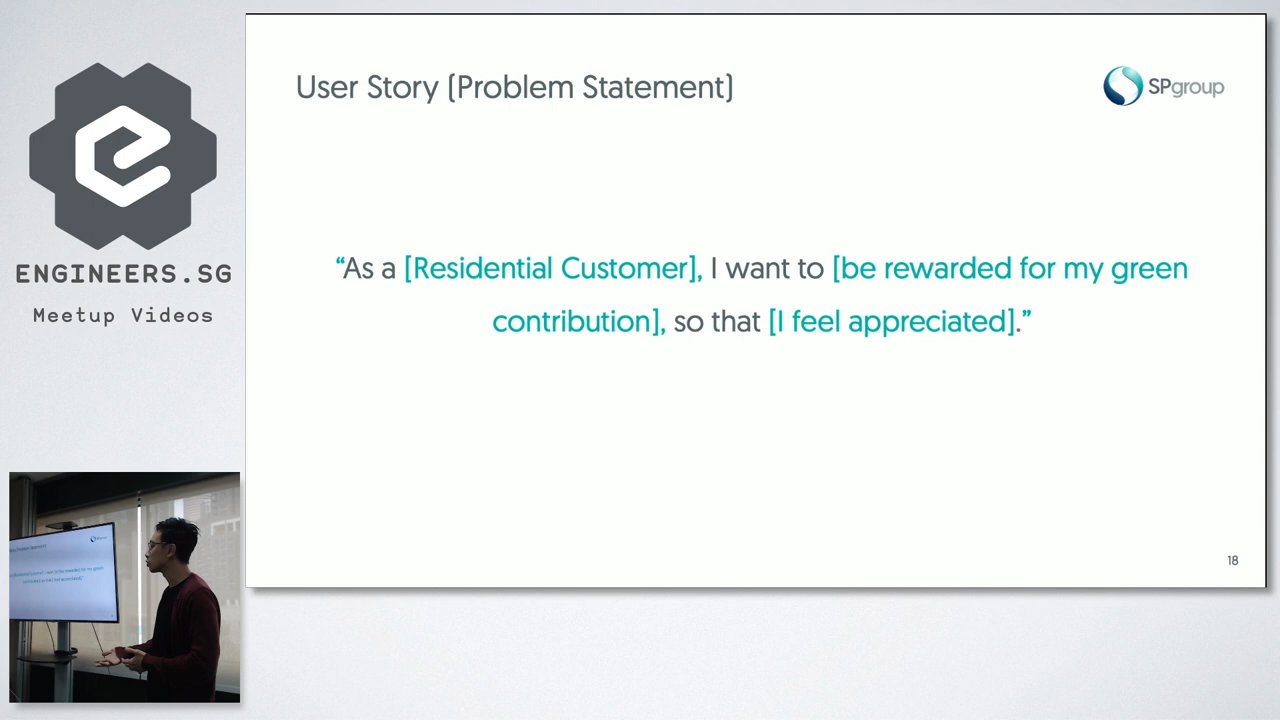 User Story (Problem Statement)
SPgroup
“As a [Residential Customer], I want to [be rewarded for my green
contribution], so that [I feel appreciated].”
18
ENGINEERS.SG
Meetup Videos